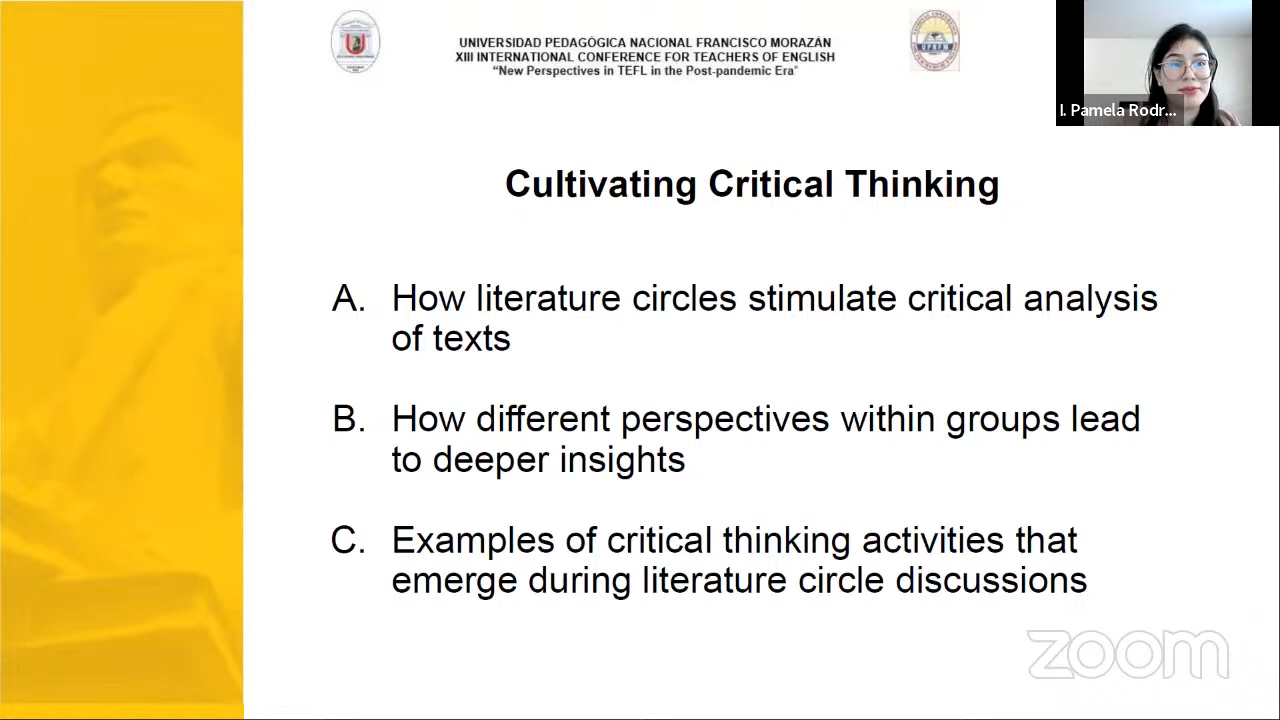 UNIVERSIDAD PEDAGÓGICA NACIONAL FRANCISCO MORAZÁN
XIII INTERNATIONAL CONFERENCE FOR TEACHERS OF ENGLISH
“New Perspectives in TEFL in the Post-pandemic Era”
I. Pamela Rodr...
Cultivating Critical Thinking
A. How literature circles stimulate critical analysis
of texts
B. How different perspectives within groups lead
to deeper insights
C. Examples of critical thinking activities that
emerge during literature circle discussions
zoom